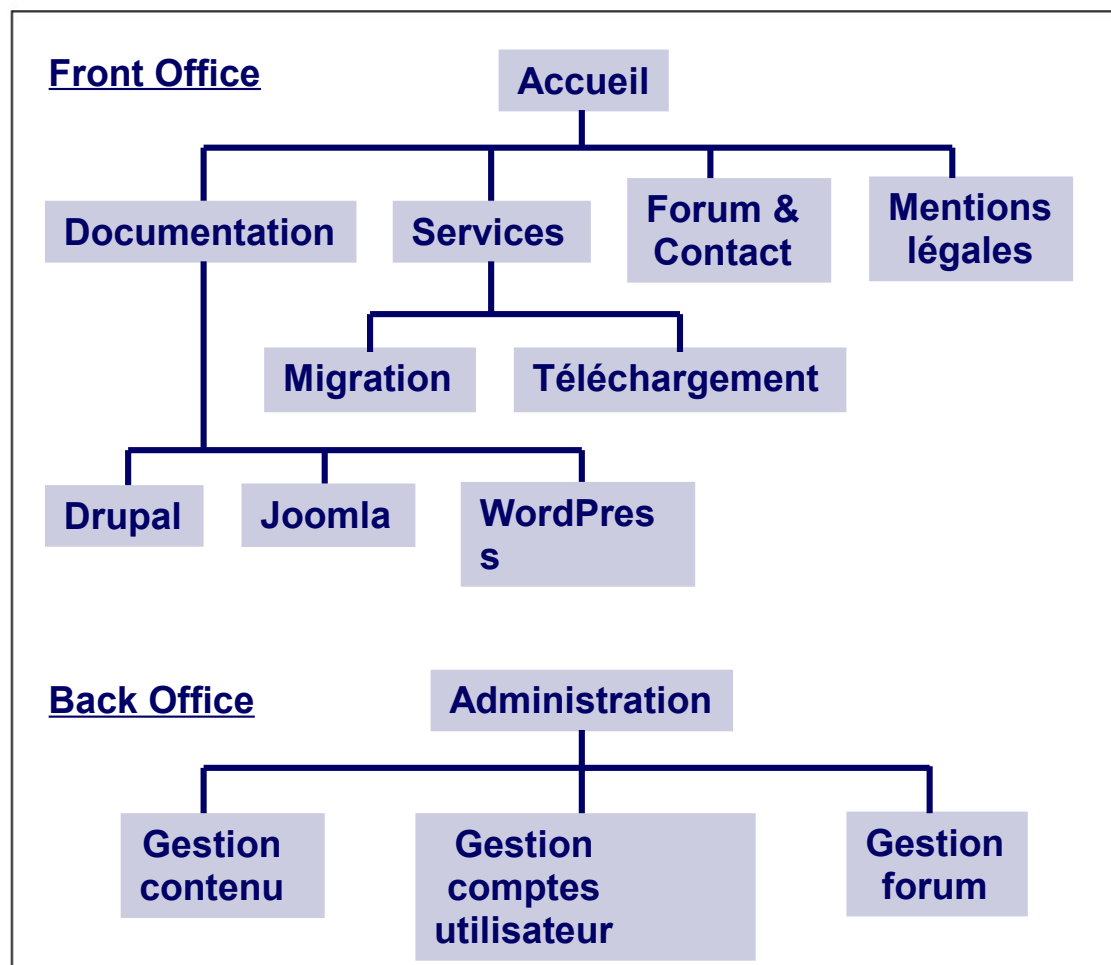 Front Office
Accueil
Documentation
Services
Forum &
Contact
Mentions
légales
Migration
Téléchargement
Drupal
Joomla
WordPres
s
Back Office
Administration
Gestion
contenu
Gestion
comptes
utilisateur
Gestion
forum